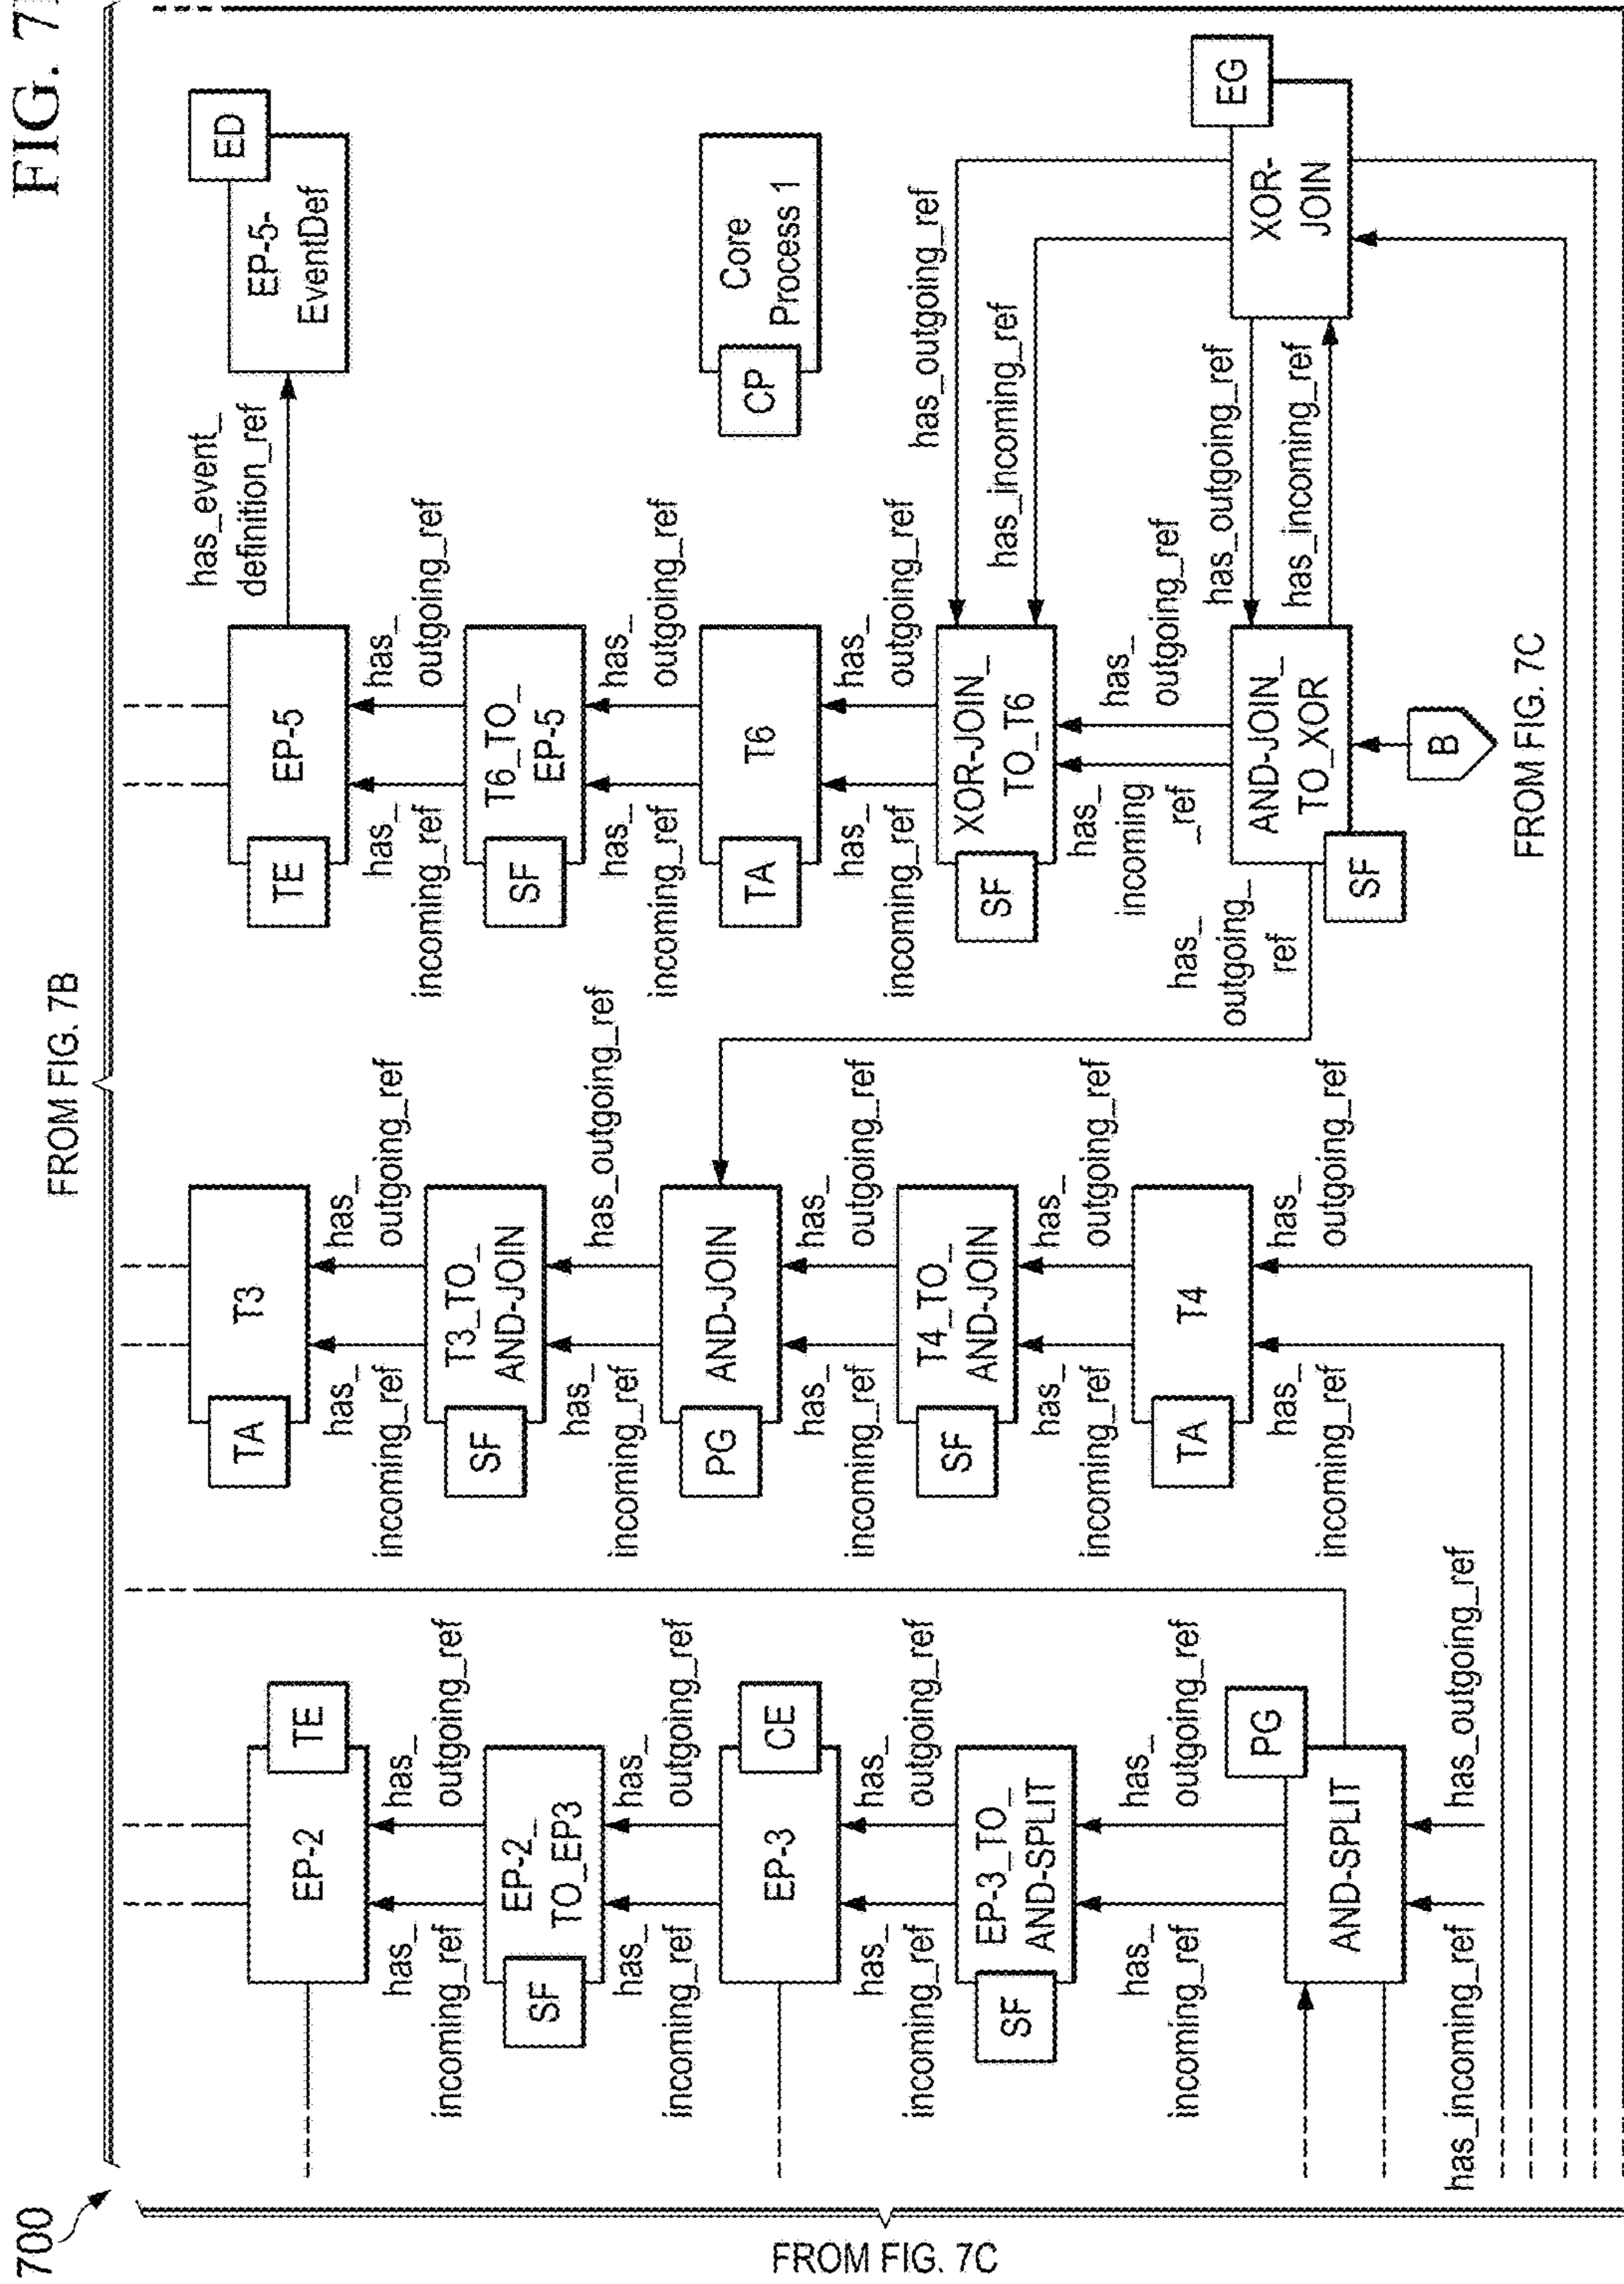 FIG. 7
700
FROM FIG. 7B
FROM FIG. 7C
EP-2
TE
has_
incoming_ref
has_
outgoing_ref
EP-2_
TO_EP3
SF
has_
incoming_ref
has_
outgoing_ref
EP-3
CE
has_
incoming_ref
has_
outgoing_ref
EP-3_TO_
AND-SPLIT
SF
has_
incoming_ref
has_
outgoing_ref
PG
AND-SPLIT
has_incoming_ref
has_outgoing_ref
T3
TA
has_
incoming_ref
has_
outgoing_ref
T3_TO_
AND-JOIN
SF
has_
incoming_ref
has_outgoing_ref
AND-JOIN
PG
has_
incoming_ref
has_
outgoing_ref
T4_TO_
AND-JOIN
SF
has_
incoming_ref
has_
outgoing_ref
T4
TA
has_
incoming_ref
has_
outgoing_ref
EP-5
TE
has_event_
definition_ref
EP-5-
EventDef
ED
has_
incoming_ref
has_
outgoing_ref
T6_TO_
EP-5
SF
has_
incoming_ref
has_
outgoing_ref
T6
TA
Core
Process 1
CP
has_
incoming_ref
has_
outgoing_ref
XOR-JOIN_
TO_T6
SF
has_outgoing_ref
has_incoming_ref
has_
incoming
_ref
has_
outgoing_ref
has_
outgoing_
ref
AND-JOIN_
TO_XOR
SF
has_outgoing_ref
has_incoming_ref
XOR-
JOIN
EG
B
FROM FIG. 7C